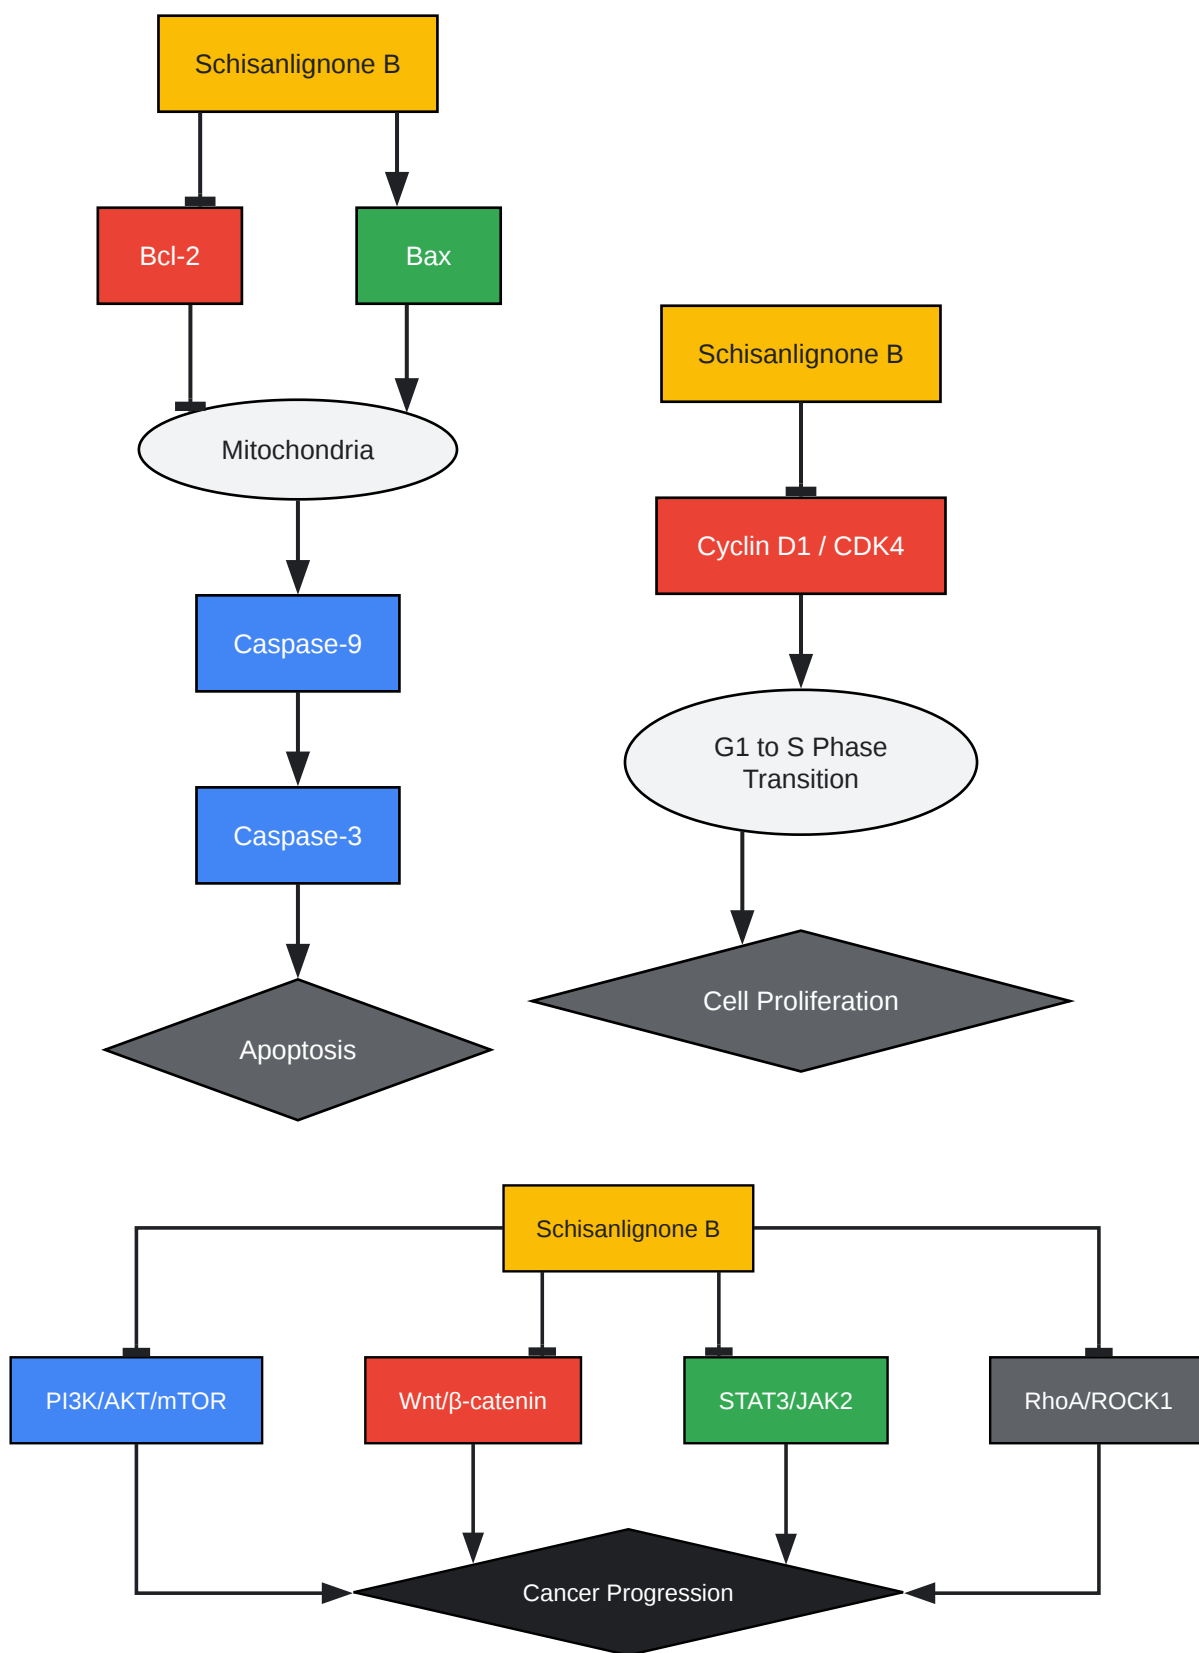 Schisanlignone B
Bcl-2
Bax
Mitochondria
Caspase-9
Caspase-3
Apoptosis
Schisanlignone B
Cyclin D1 / CDK4
G1 to S Phase
Transition
Cell Proliferation
Schisanlignone B
PI3K/AKT/mTOR
Wnt/β-catenin
STAT3/JAK2
RhoA/ROCK1
Cancer Progression